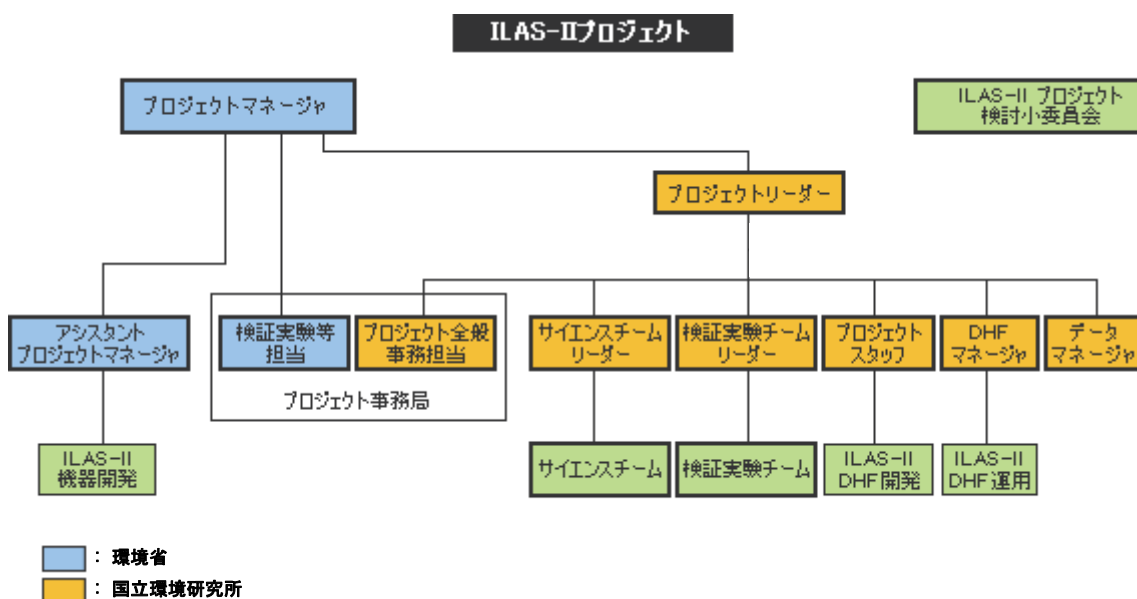 ILAS-IIプロジェクト
プロジェクトマネージャ
ILAS-II プロジェクト
検討小委員会
プロジェクトリーダー
アシスタント
プロジェクトマネージャ
検証実験等
担当
プロジェクト全般
事務担当
サイエンスチーム
リーダー
検証実験チーム
リーダー
プロジェクト
スタッフ
DHF
マネージャ
データ
マネージャ
プロジェクト事務局
ILAS-II
機器開発
サイエンスチーム
検証実験チーム
ILAS-II
DHF開発
ILAS-II
DHF運用
: 環境省
: 国立環境研究所